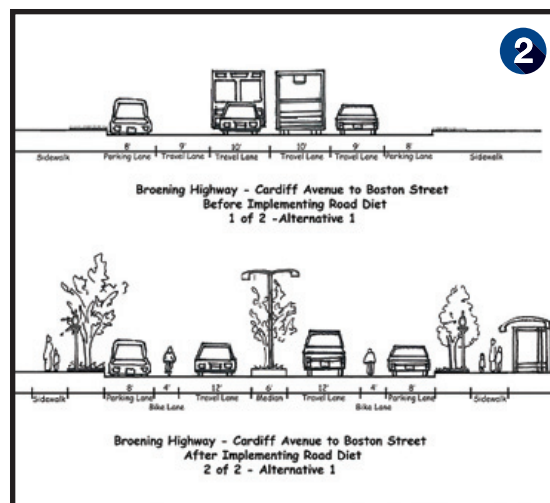 2
8' 9' 10' 10' 9' 8'
Sidewalk Parking Lane Travel Lane Travel Lane Travel Lane Travel Lane Parking Lane Sidewalk
Broening Highway - Cardiff Avenue to Boston Street
Before Implementing Road Diet
1 of 2 -Alternative 1
8' 4' 12' 6' 12' 4' 8'
Sidewalk Parking Lane Travel Lane Median Travel Lane Parking Lane Sidewalk
Bike Lane Bike Lane
Broening Highway - Cardiff Avenue to Boston Street
After Implementing Road Diet
2 of 2 - Alternative 1